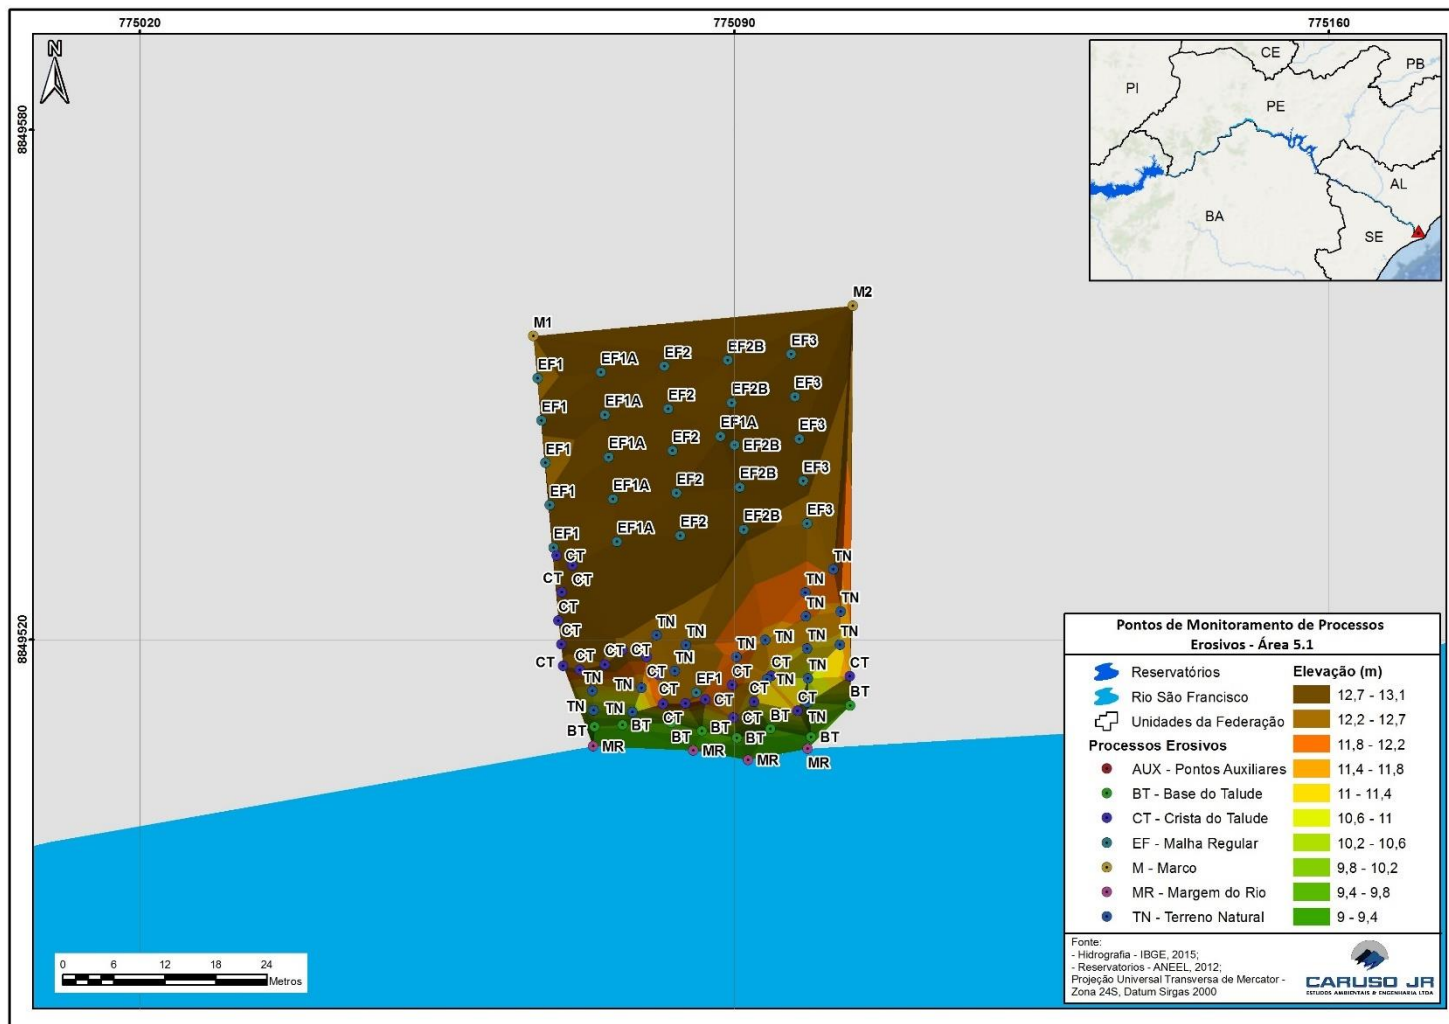 775020 775090 775160
N
8849580
8849520
CE
PB
PI
PE
AL
BA
SE
M2
M1
EF3
EF2B
EF2
EF1A
EF1
EF3
EF2B
EF2
EF1A
EF1
EF1A
EF3
EF2B
EF1A
EF2
EF1
EF3
EF2B
EF2
EF1A
EF1
EF3
EF2B
EF2
EF1A
EF1
CT
TN
CT CT
TN
CT
TN TN
CT
TN TN TN TN TN
CT CT CT CT
TN CT CT TN CT
TN TN EF1 CT CT
BT
TN TN CT CT CT TN
BT BT BT BT BT
MR MR MR MR
Pontos de Monitoramento de Processos
Erosivos - Área 5.1
Reservatórios
Rio São Francisco
Unidades da Federação
Processos Erosivos
AUX - Pontos Auxiliares
BT - Base do Talude
CT - Crista do Talude
EF - Malha Regular
M - Marco
MR - Margem do Rio
TN - Terreno Natural
Elevação (m)
12,7 - 13,1
12,2 - 12,7
11,8 - 12,2
11,4 - 11,8
11 - 11,4
10,6 - 11
10,2 - 10,6
9,8 - 10,2
9,4 - 9,8
9 - 9,4
0 6 12 18 24
Metros
Fonte:
- Hidrografia - IBGE, 2015;
- Reservatorios - ANEEL, 2012;
Projeção Universal Transversa de Mercator -
Zona 24S, Datum Sirgas 2000
CARUSO JR
ESTUDOS AMBIENTAIS & ENGENHARIA LTDA